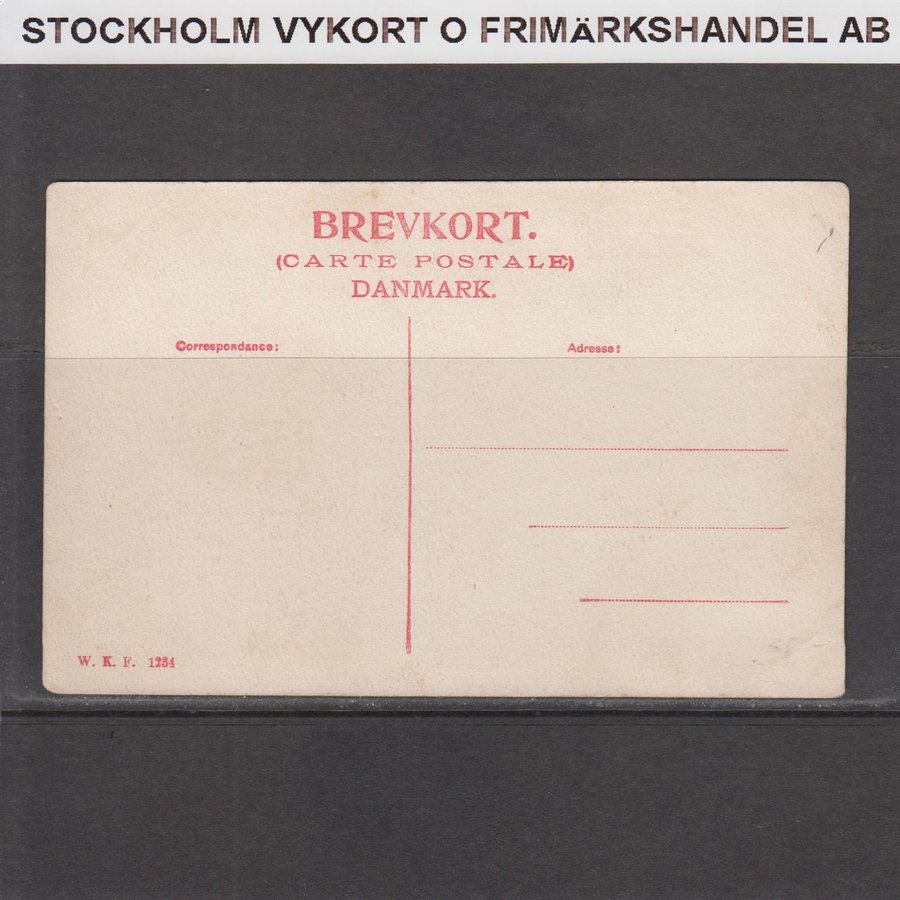 STOCKHOLM VYKORT O FRIMÄRKSHANDEL AB
BREVKORT.
(CARTE POSTALE)
DANMARK.
Correspondance:
Adresse:
W. K. F. 1234